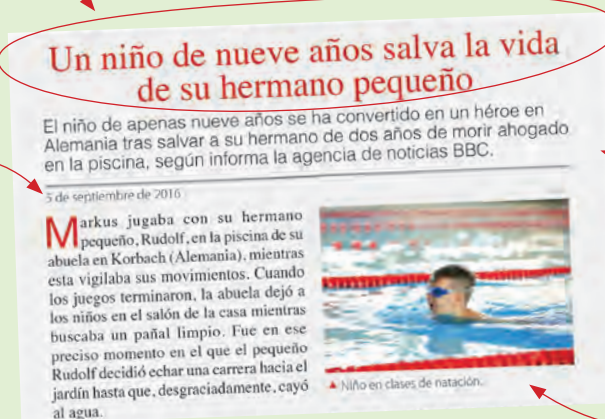 Un niño de nueve años salva la vida
de su hermano pequeño
El niño de apenas nueve años se ha convertido en un héroe en
Alemania tras salvar a su hermano de dos años de morir ahogado
en la piscina, según informa la agencia de noticias BBC.
5 de septiembre de 2016
Markus jugaba con su hermano
pequeño, Rudolf, en la piscina de su
abuela en Korbach (Alemania), mientras
esta vigilaba sus movimientos. Cuando
los juegos terminaron, la abuela dejó a
los niños en el salón de la casa mientras
buscaba un pañal limpio. Fue en ese
preciso momento en el que el pequeño
Rudolf decidió echar una carrera hacia el
jardín hasta que, desgraciadamente, cayó
al agua.
▲ Niño en clases de natación.